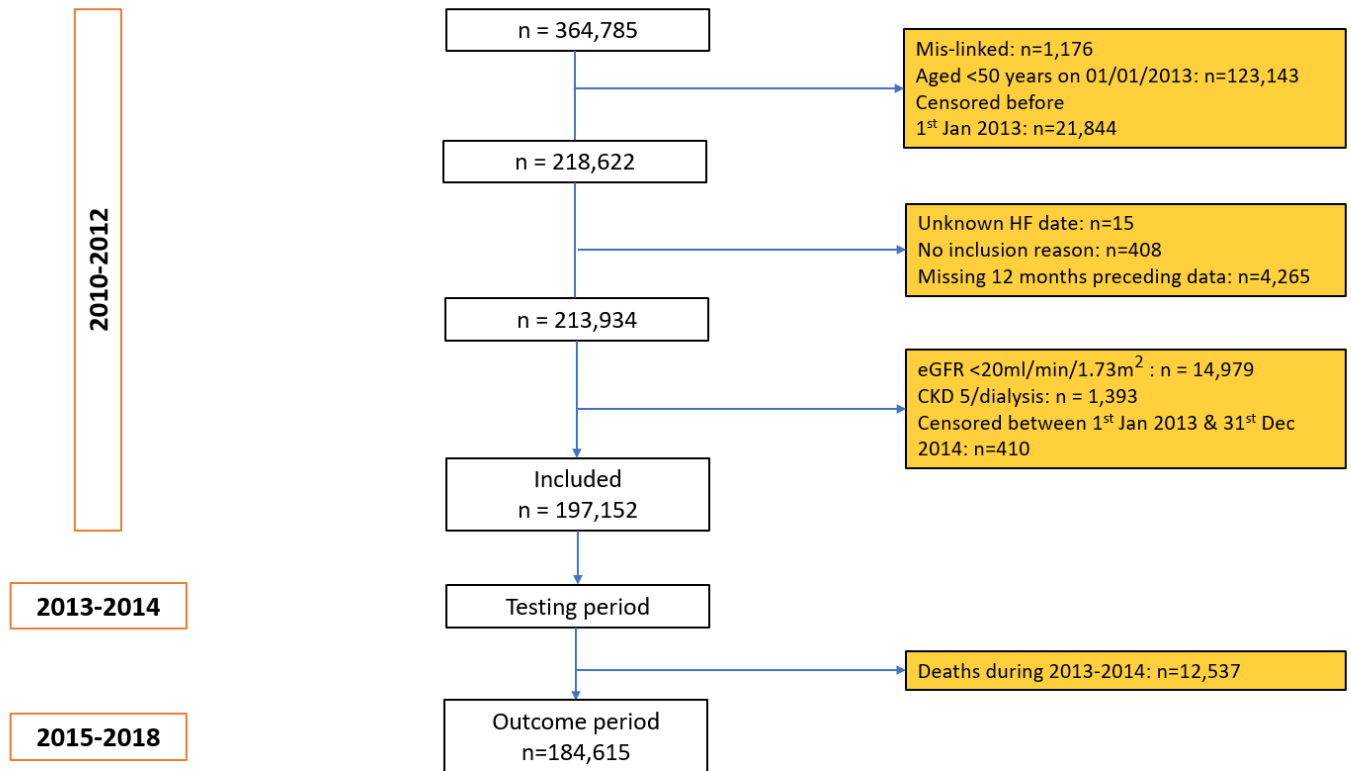 n = 364,785
Mis-linked: n=1,176
Aged <50 years on 01/01/2013: n=123,143
Censored before
1st Jan 2013: n=21,844
n = 218,622
2010-2012
Unknown HF date: n=15
No inclusion reason: n=408
Missing 12 months preceding data: n=4,265
n = 213,934
eGFR <20ml/min/1.73m2 : n = 14,979
CKD 5/dialysis: n = 1,393
Censored between 1st Jan 2013 & 31st Dec
2014: n=410
Included
n = 197,152
2013-2014
Testing period
Deaths during 2013-2014: n=12,537
2015-2018
Outcome period
n=184,615